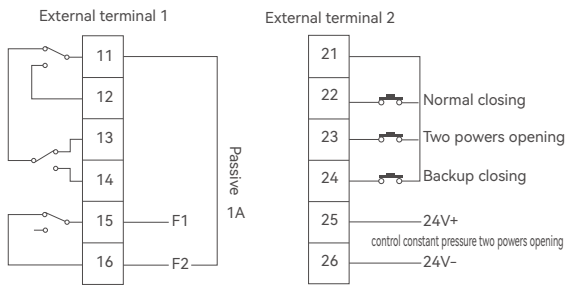 External terminal 1
11
12
13
14
15
16
F1
F2
Passive
1A
External terminal 2
21
22
23
24
25
26
Normal closing
Two powers opening
Backup closing
24V+
control constant pressure two powers opening
24V-